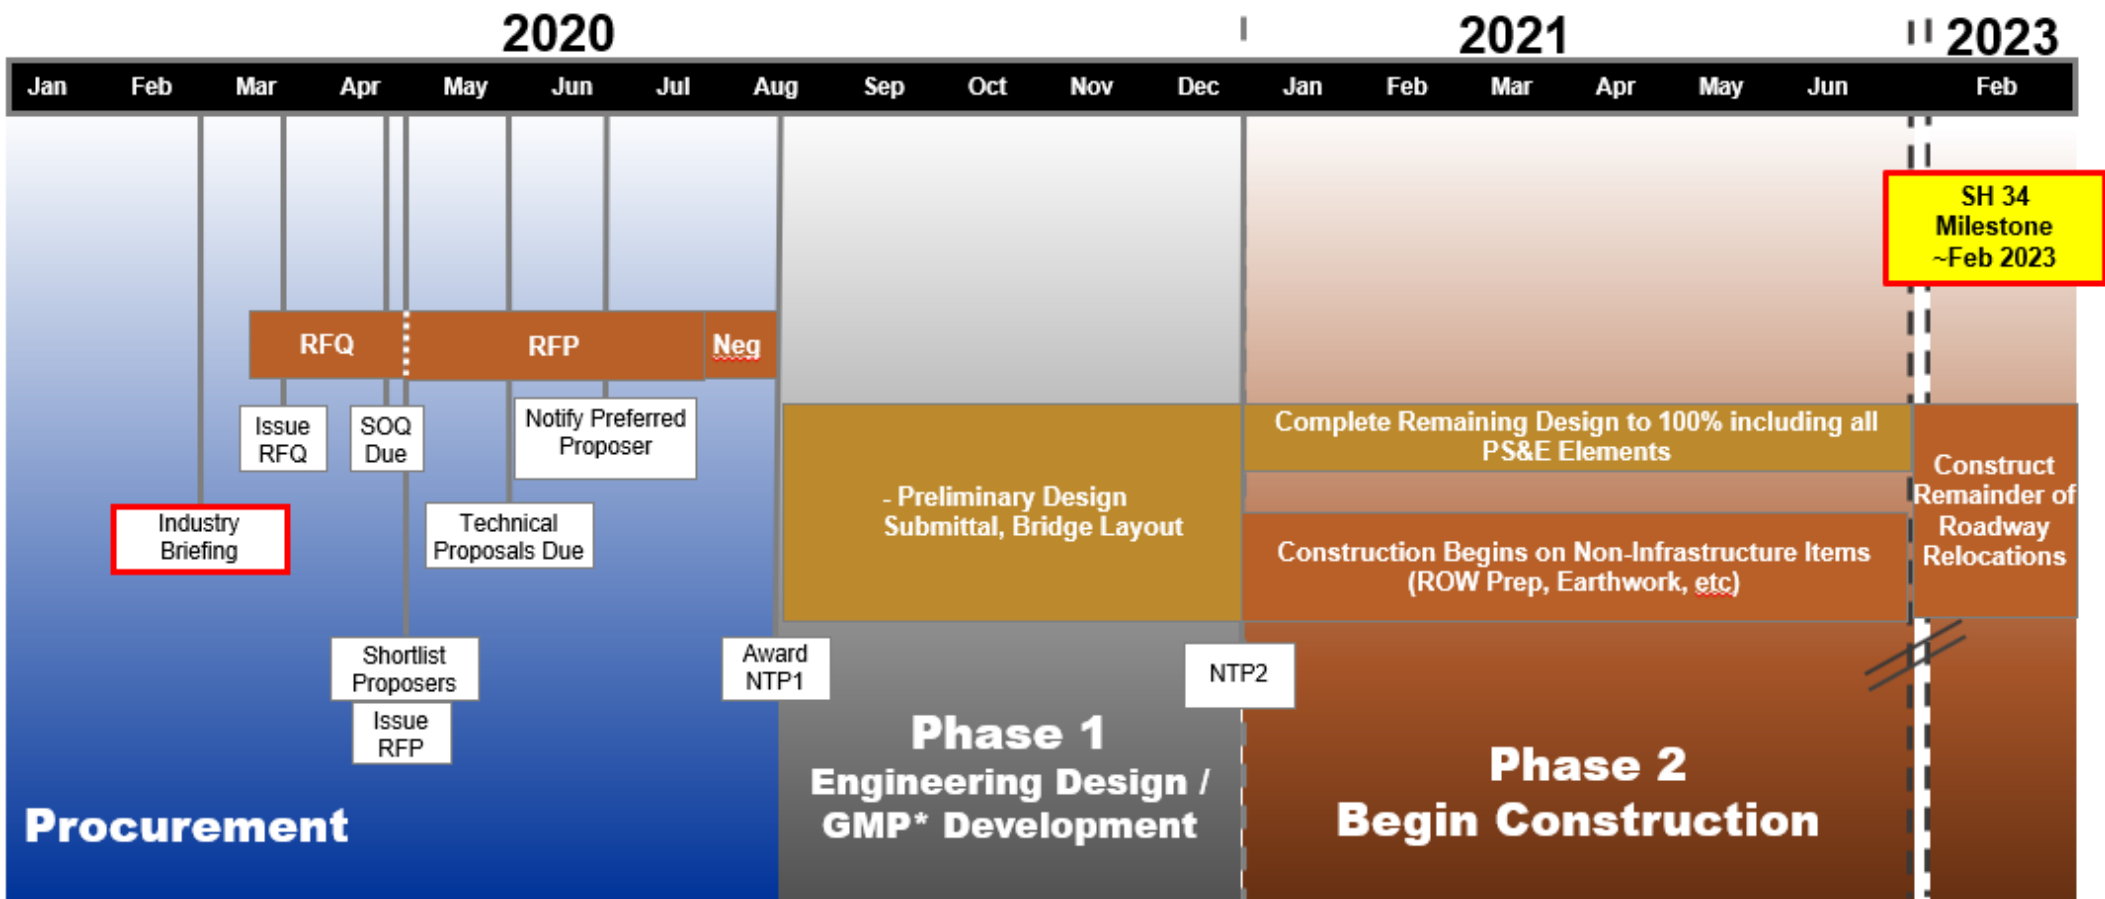 2020
2021
2023
Jan Feb Mar Apr May Jun Jul Aug Sep Oct Nov Dec Jan Feb Mar Apr May Jun Feb
SH 34
Milestone
~Feb 2023
RFQ
RFP
Neg
Issue
RFQ
SOQ
Due
Notify Preferred
Proposer
Industry
Briefing
Technical
Proposals Due
Shortlist
Proposers
Issue
RFP
Award
NTP1
- Preliminary Design
Submittal, Bridge Layout
NTP2
Complete Remaining Design to 100% including all
PS&E Elements
Construction Begins on Non-Infrastructure Items
(ROW Prep, Earthwork, etc)
Construct
Remainder of
Roadway
Relocations
Procurement
Phase 1
Engineering Design /
GMP* Development
Phase 2
Begin Construction